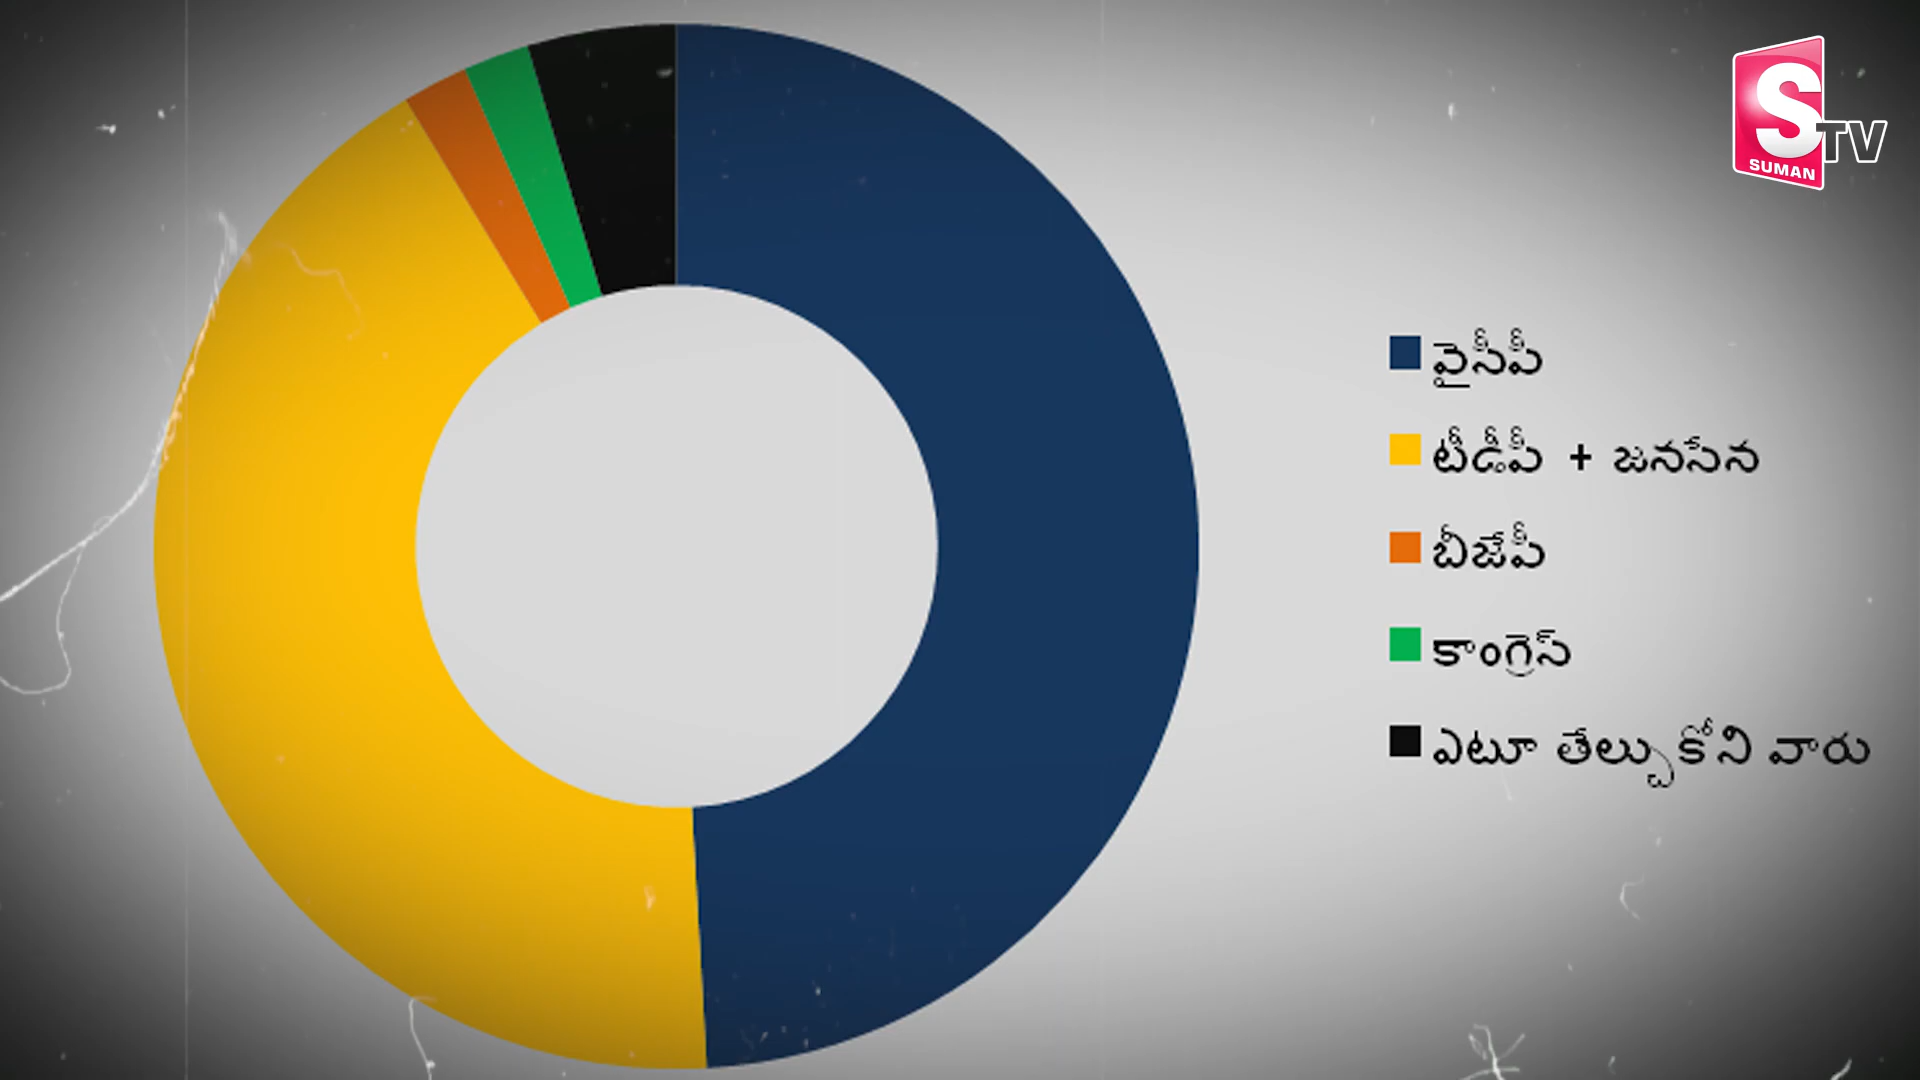 S
TV
SUMAN
వైసీపీ
టీడీపీ + జనసేన
బీజేపీ
కాంగ్రెస్
ఎటూ తేల్చుకోని వారు